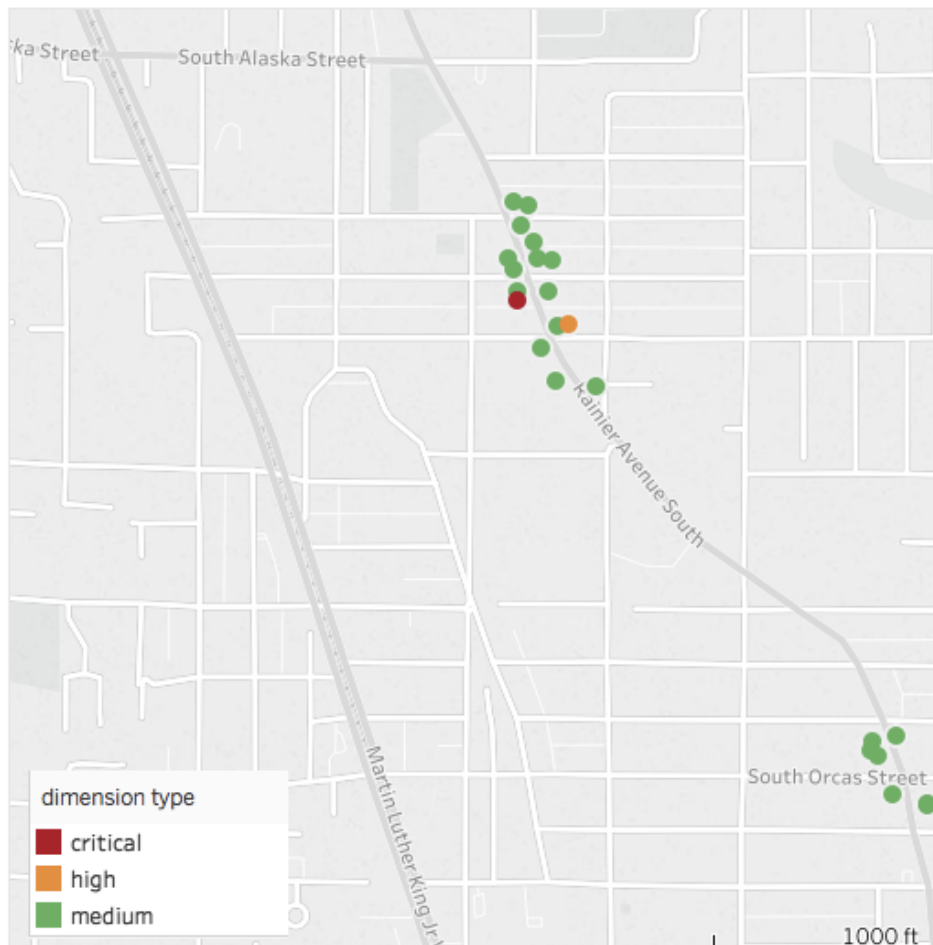 ska Street
South Alaska Street
Rainier Avenue South
South Orcas Street
Martin Luther King Jr
dimension type
critical
high
medium
1000 ft